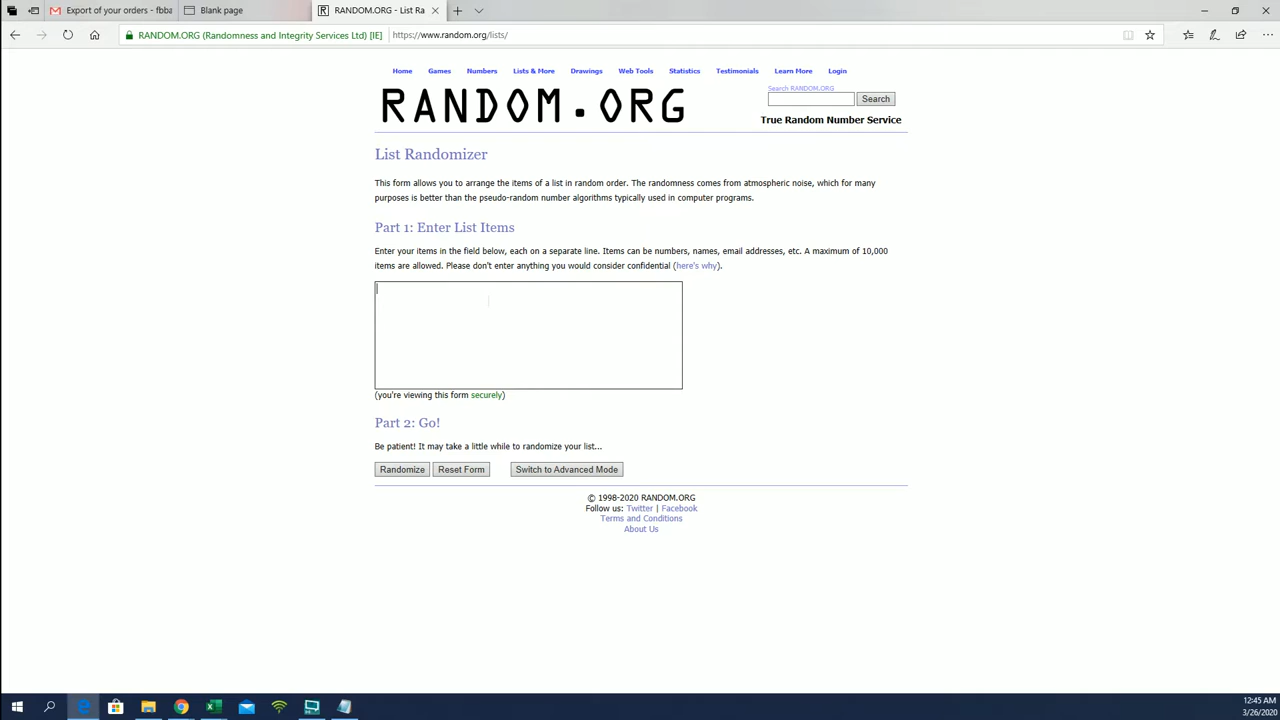 Export of your orders - fbba
Blank page
RANDOM.ORG - List Ra
RANDOM.ORG (Randomness and Integrity Services Ltd) [IE]
https://www.random.org/lists/
Home Games Numbers Lists & More Drawings Web Tools Statistics Testimonials Learn More Login
Search RANDOM.ORG
RANDOM.ORG
Search
True Random Number Service
List Randomizer
This form allows you to arrange the items of a list in random order. The randomness comes from atmospheric noise, which for many
purposes is better than the pseudo-random number algorithms typically used in computer programs.
Part 1: Enter List Items
Enter your items in the field below, each on a separate line. Items can be numbers, names, email addresses, etc. A maximum of 10,000
items are allowed. Please don't enter anything you would consider confidential (here's why).
(you're viewing this form securely)
Part 2: Go!
Be patient! It may take a little while to randomize your list...
Randomize Reset Form Switch to Advanced Mode
© 1998-2020 RANDOM.ORG
Follow us: Twitter | Facebook
Terms and Conditions
About Us
12:45 AM
3/26/2020